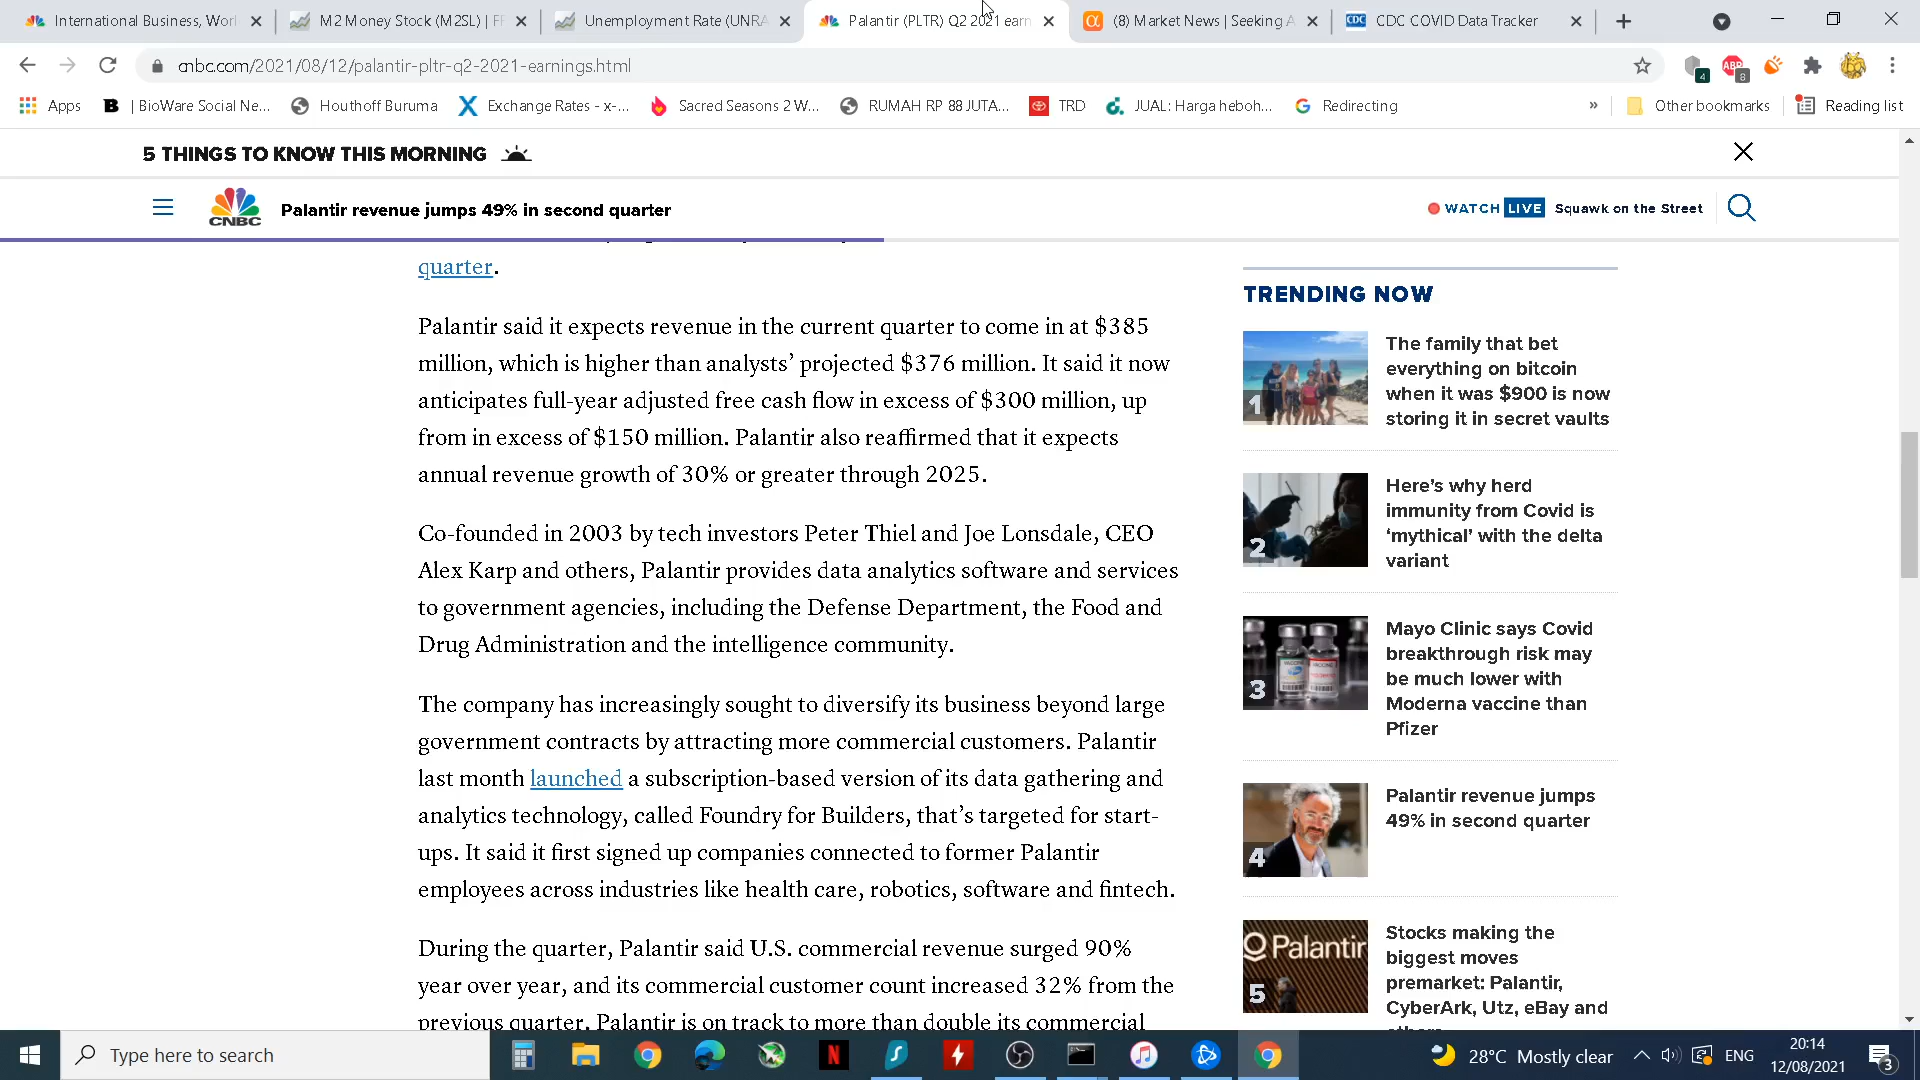 International Business, Worl
M2 Money Stock (M2SL) | FF
Unemployment Rate (UNRA
Palantir (PLTR) Q2 2021 earn
(8) Market News | Seeking A
CDC COVID Data Tracker
cnbc.com/2021/08/12/palantir-pltr-q2-2021-earnings.html
4
ABP
8
Apps
B
| BioWare Social Ne...
Houthoff Buruma
Exchange Rates - x-...
Sacred Seasons 2 W...
RUMAH RP 88 JUTA...
TRD
JUAL: Harga heboh...
Redirecting
»
Other bookmarks
Reading list
5 THINGS TO KNOW THIS MORNING
CNBC
Palantir revenue jumps 49% in second quarter
WATCH LIVE Squawk on the Street
quarter.
Palantir said it expects revenue in the current quarter to come in at $385
million, which is higher than analysts’ projected $376 million. It said it now
anticipates full-year adjusted free cash flow in excess of $300 million, up
from in excess of $150 million. Palantir also reaffirmed that it expects
annual revenue growth of 30% or greater through 2025.
Co-founded in 2003 by tech investors Peter Thiel and Joe Lonsdale, CEO
Alex Karp and others, Palantir provides data analytics software and services
to government agencies, including the Defense Department, the Food and
Drug Administration and the intelligence community.
The company has increasingly sought to diversify its business beyond large
government contracts by attracting more commercial customers. Palantir
last month launched a subscription-based version of its data gathering and
analytics technology, called Foundry for Builders, that’s targeted for start-
ups. It said it first signed up companies connected to former Palantir
employees across industries like health care, robotics, software and fintech.
During the quarter, Palantir said U.S. commercial revenue surged 90%
year over year, and its commercial customer count increased 32% from the
previous quarter. Palantir is on track to more than double its commercial
TRENDING NOW
1
The family that bet
everything on bitcoin
when it was $900 is now
storing it in secret vaults
2
Here’s why herd
immunity from Covid is
‘mythical’ with the delta
variant
3
Mayo Clinic says Covid
breakthrough risk may
be much lower with
Moderna vaccine than
Pfizer
4
Palantir revenue jumps
49% in second quarter
Palantir
5
Stocks making the
biggest moves
premarket: Palantir,
CyberArk, Utz, eBay and
others
Type here to search
28°C Mostly clear
ENG
20:14
12/08/2021
3